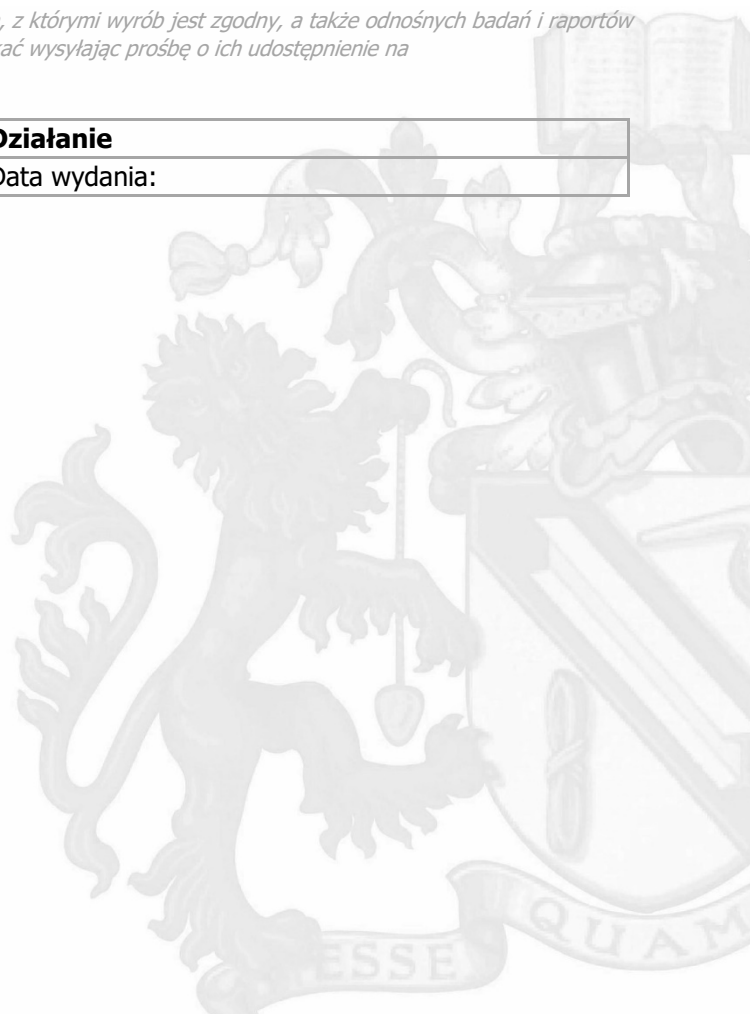 , z którymi wyrób jest zgodny, a także odnośnych badań i raportów
ać wysyłając prośbę o ich udostępnienie na
Działanie
Data wydania:
ESSE
QUAM